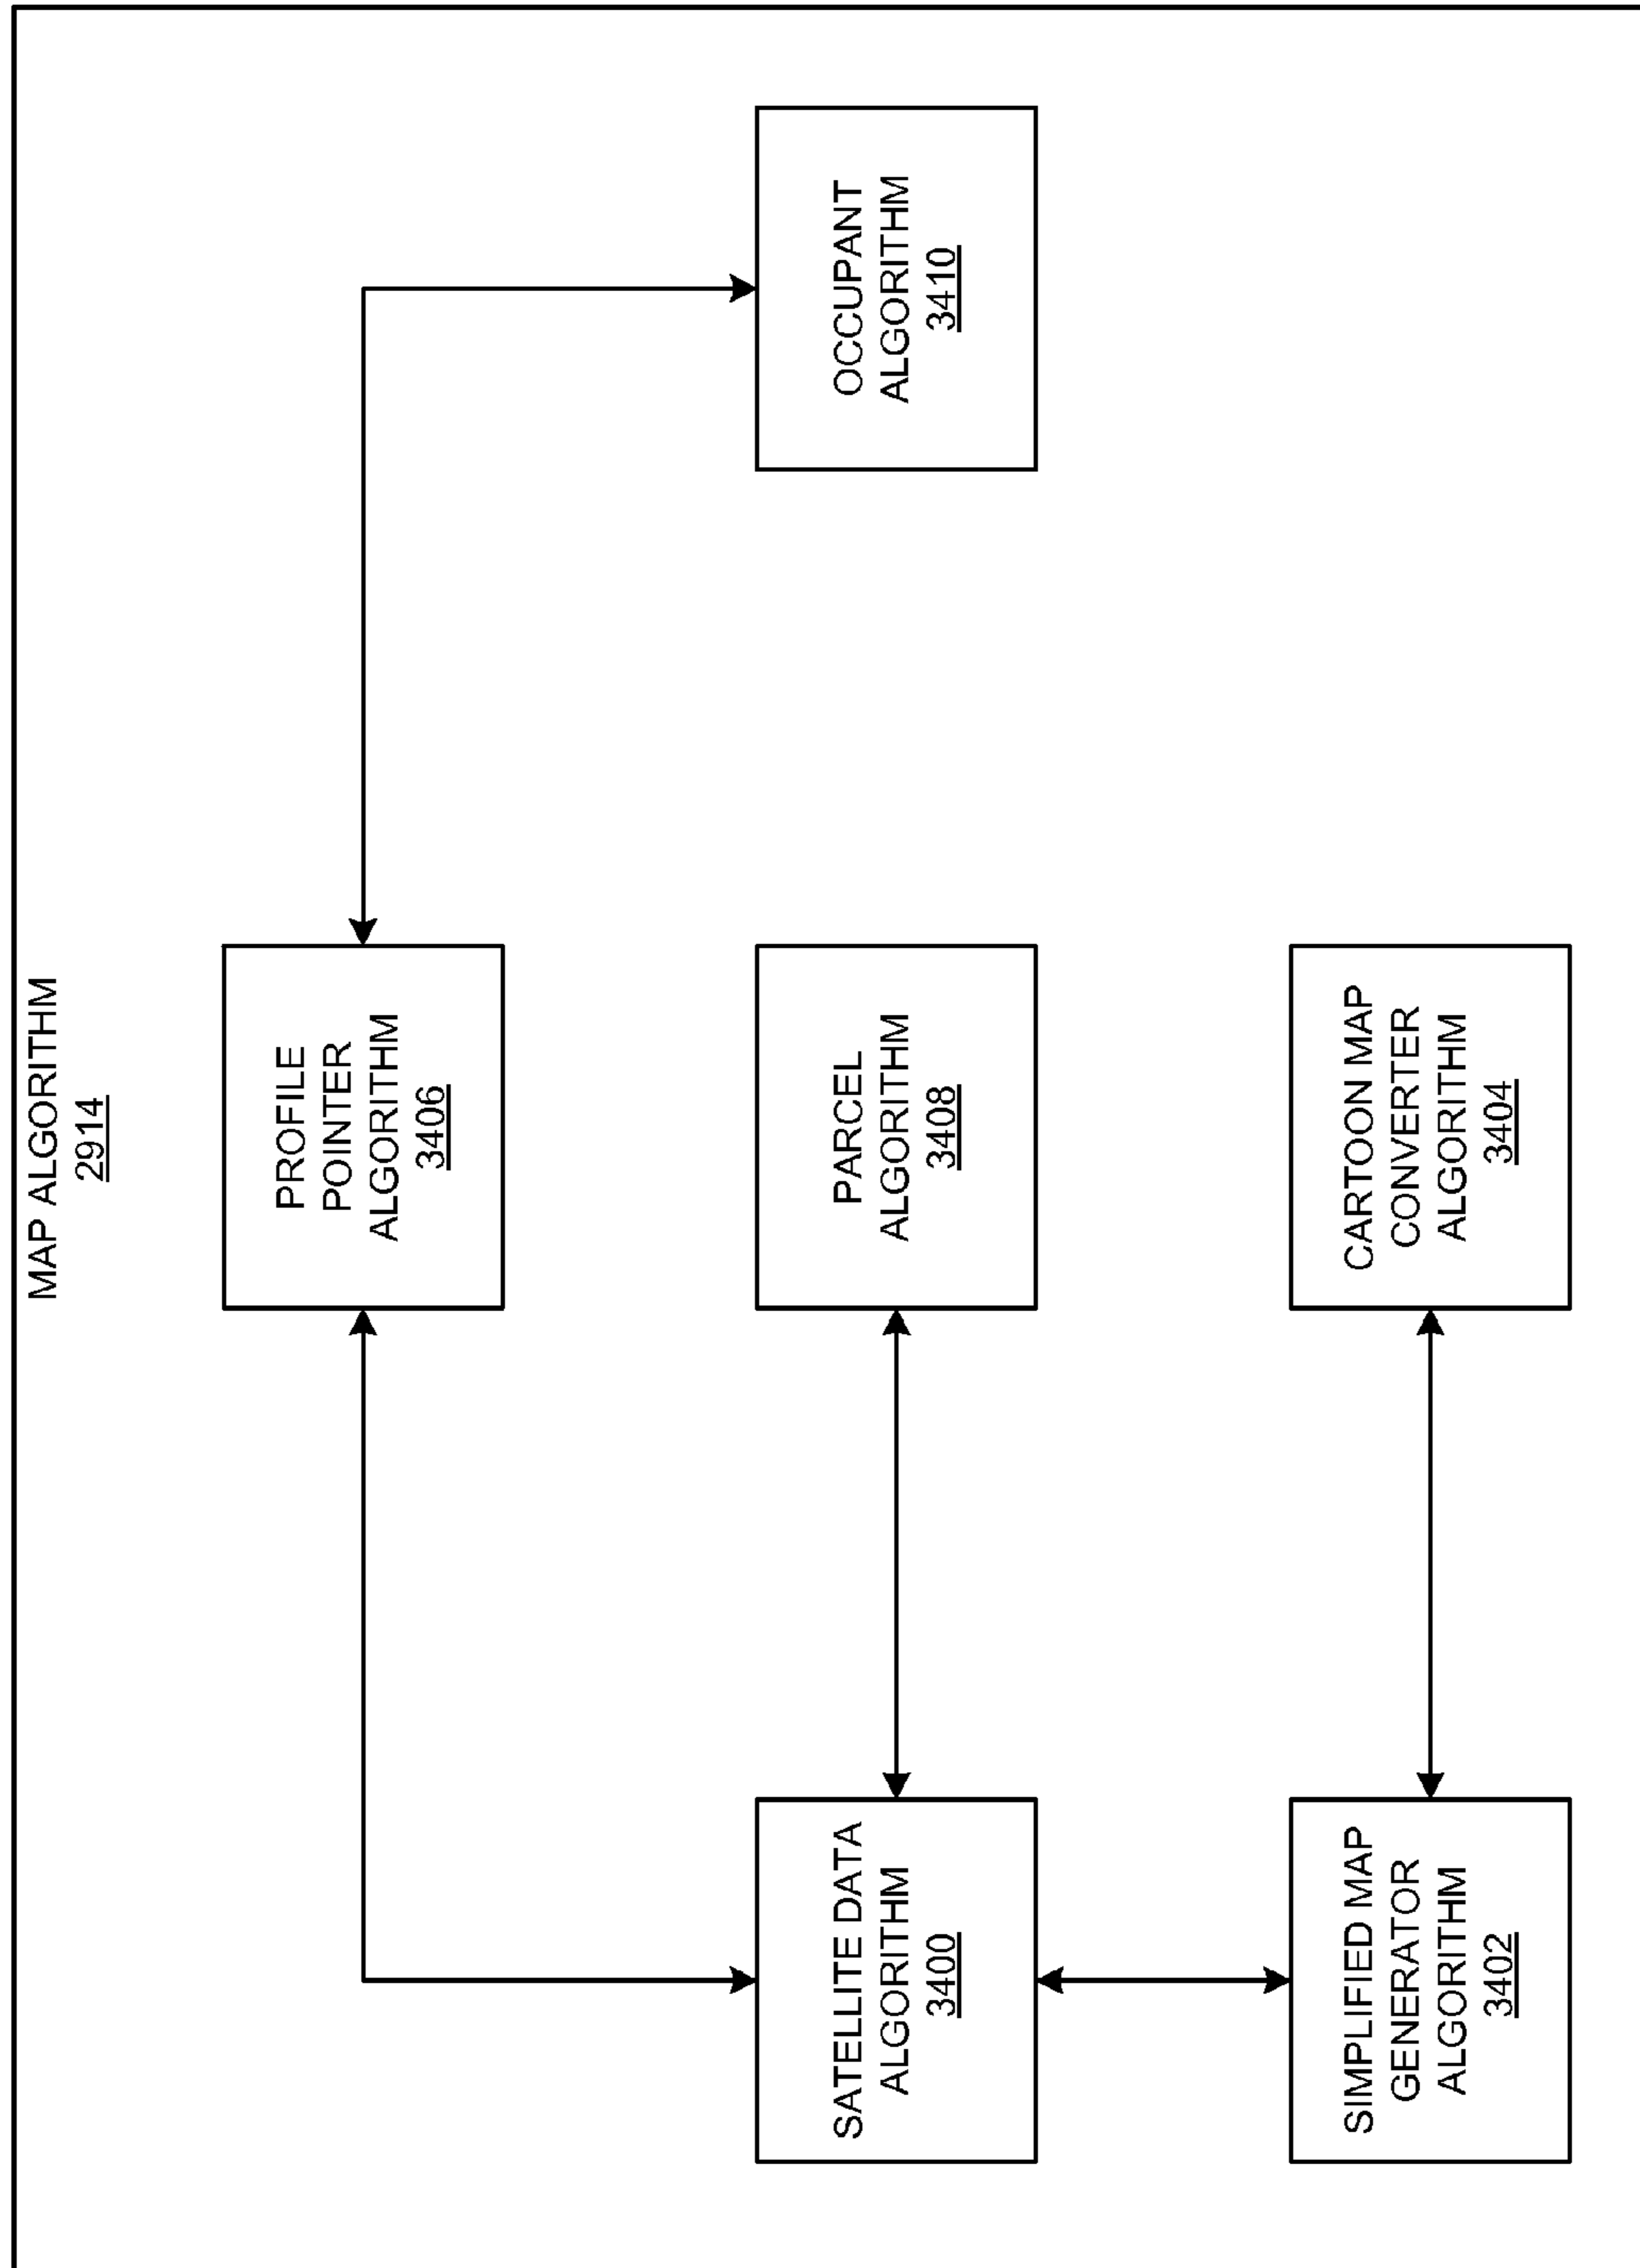 MAP ALGORITHM
2914
PROFILE
POINTER
ALGORITHM
3406
SATELLITE DATA
ALGORITHM
3400
PARCEL
ALGORITHM
3408
OCCUPANT
ALGORITHM
3410
SIMPLIFIED MAP
GENERATOR
ALGORITHM
3402
CARTOON MAP
CONVERTER
ALGORITHM
3404